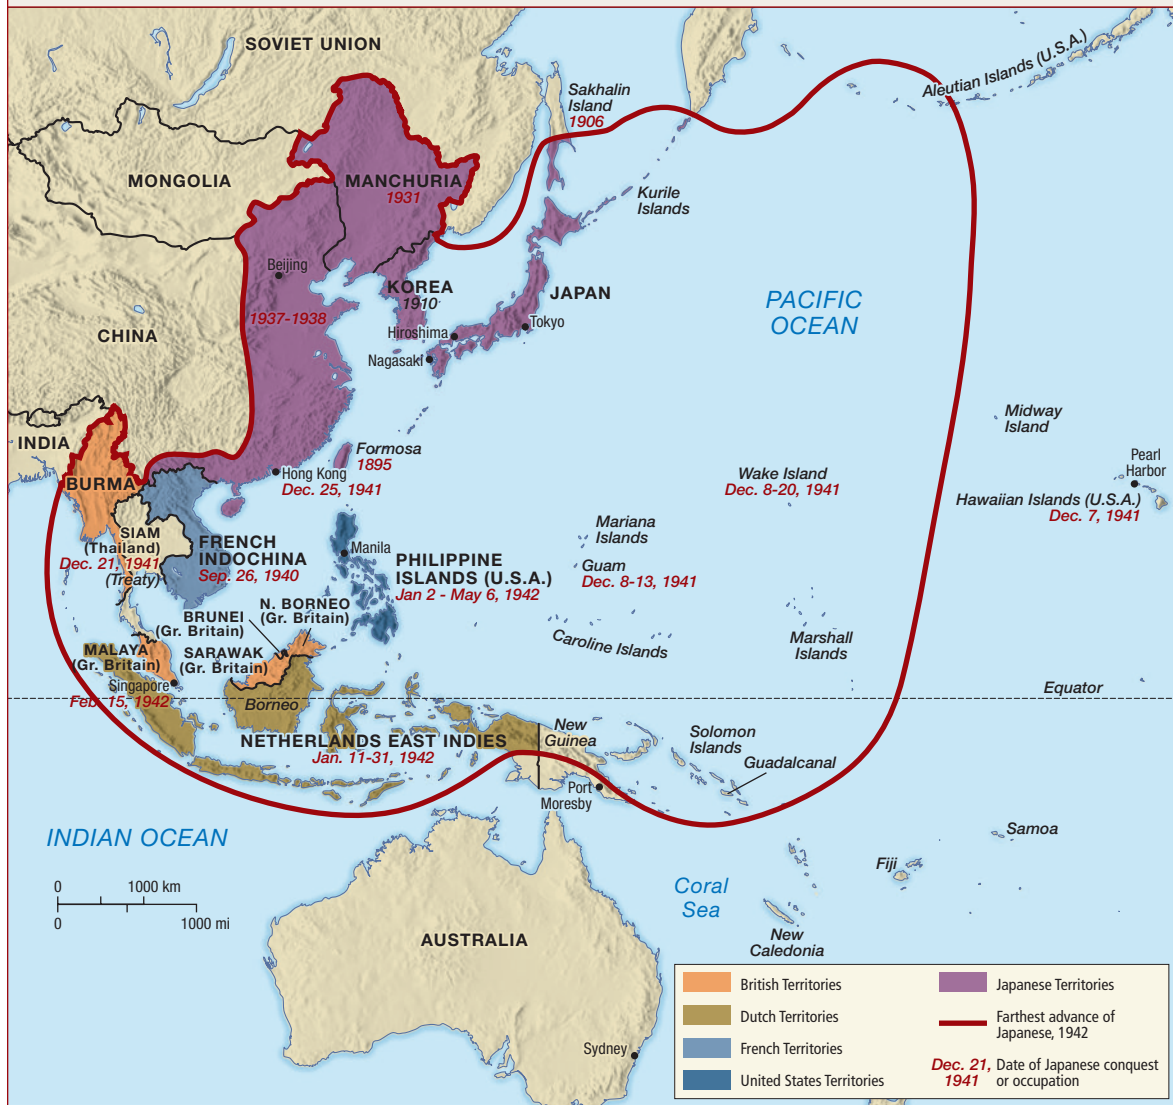 SOVIET UNION
Aleutian Islands (U.S.A.)
Sakhalin
Island
1906
MONGOLIA
MANCHURIA
1931
Kurile
Islands
Beijing
KOREA
1910
JAPAN
PACIFIC
OCEAN
1937-1938
Hiroshima
Tokyo
CHINA
Nagasaki
Midway
Island
INDIA
Formosa
1895
Pearl
Harbor
BURMA
Hong Kong
Dec. 25, 1941
Wake Island
Dec. 8-20, 1941
Hawaiian Islands (U.S.A.)
Dec. 7, 1941
SIAM
(Thailand)
Dec. 21, 1941
(Treaty)
FRENCH
INDOCHINA
Sep. 26, 1940
Manila
Mariana
Islands
PHILIPPINE
ISLANDS (U.S.A.)
Jan 2 - May 6, 1942
Guam
Dec. 8-13, 1941
N. BORNEO
(Gr. Britain)
BRUNEI
(Gr. Britain)
MALAYA
(Gr. Britain)
SARAWAK
(Gr. Britain)
Caroline Islands
Marshall
Islands
Singapore
Feb. 15, 1942
Borneo
Equator
NETHERLANDS EAST INDIES
Jan. 11-31, 1942
New
Guinea
Solomon
Islands
Guadalcanal
Port
Moresby
INDIAN OCEAN
Samoa
Fiji
0 1000 km
0 1000 mi
Coral
Sea
New
Caledonia
AUSTRALIA
Sydney
British Territories
Dutch Territories
French Territories
United States Territories
Japanese Territories
Farthest advance of
Japanese, 1942
Dec. 21,
1941
Date of Japanese conquest
or occupation